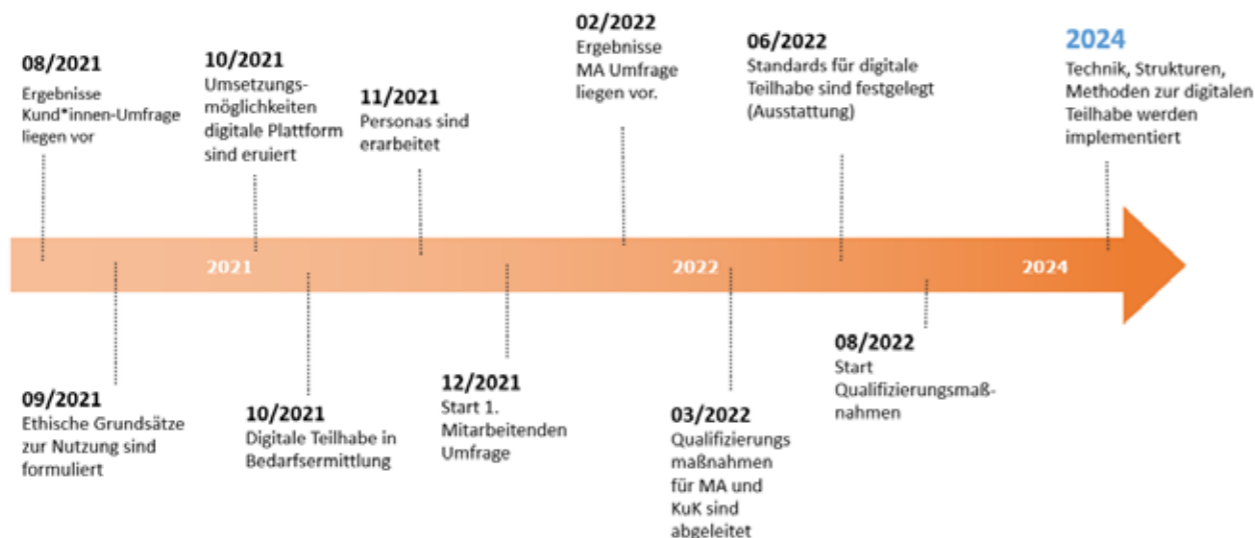 08/2021
Ergebnisse
Kund*innen-Umfrage
liegen vor
10/2021
Umsetzungs-
möglichkeiten
digitale Plattform
sind eruiert
11/2021
Personas sind
erarbeitet
02/2022
Ergebnisse
MA Umfrage
liegen vor.
06/2022
Standards für digitale
Teilhabe sind festgelegt
(Ausstattung)
2024
Technik, Strukturen,
Methoden zur digitalen
Teilhabe werden
implementiert
2021
2022
2024
09/2021
Ethische Grundsätze
zur Nutzung sind
formuliert
10/2021
Digitale Teilhabe in
Bedarfsermittlung
12/2021
Start 1.
Mitarbeitenden
Umfrage
03/2022
Qualifizierungs
maßnahmen
für MA und
KuK sind
abgeleitet
08/2022
Start
Qualifizierungsmaß-
nahmen